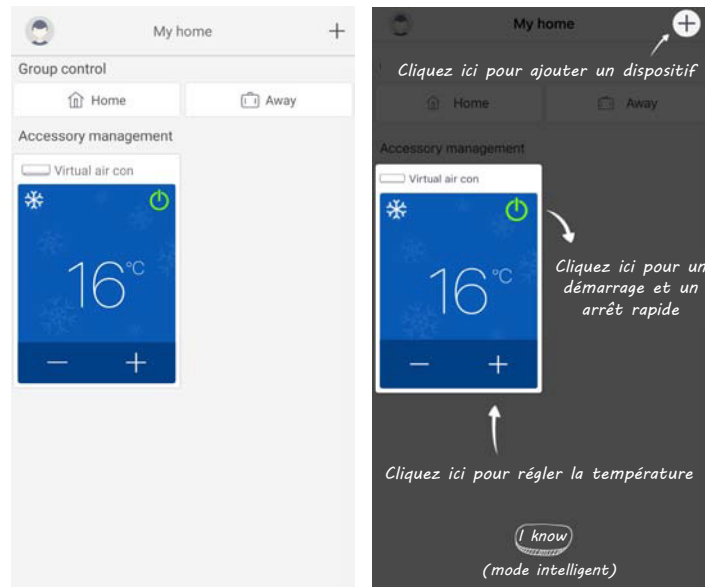 My home +
Group control
Home Away
Accessory management
Virtual air con
16°C
− +
My home +
Cliquez ici pour ajouter un dispositif
Home Away
Accessory management
Virtual air con
16°C
Cliquez ici pour un
démarrage et un
arrêt rapide
− +
Cliquez ici pour régler la température
I know
(mode intelligent)